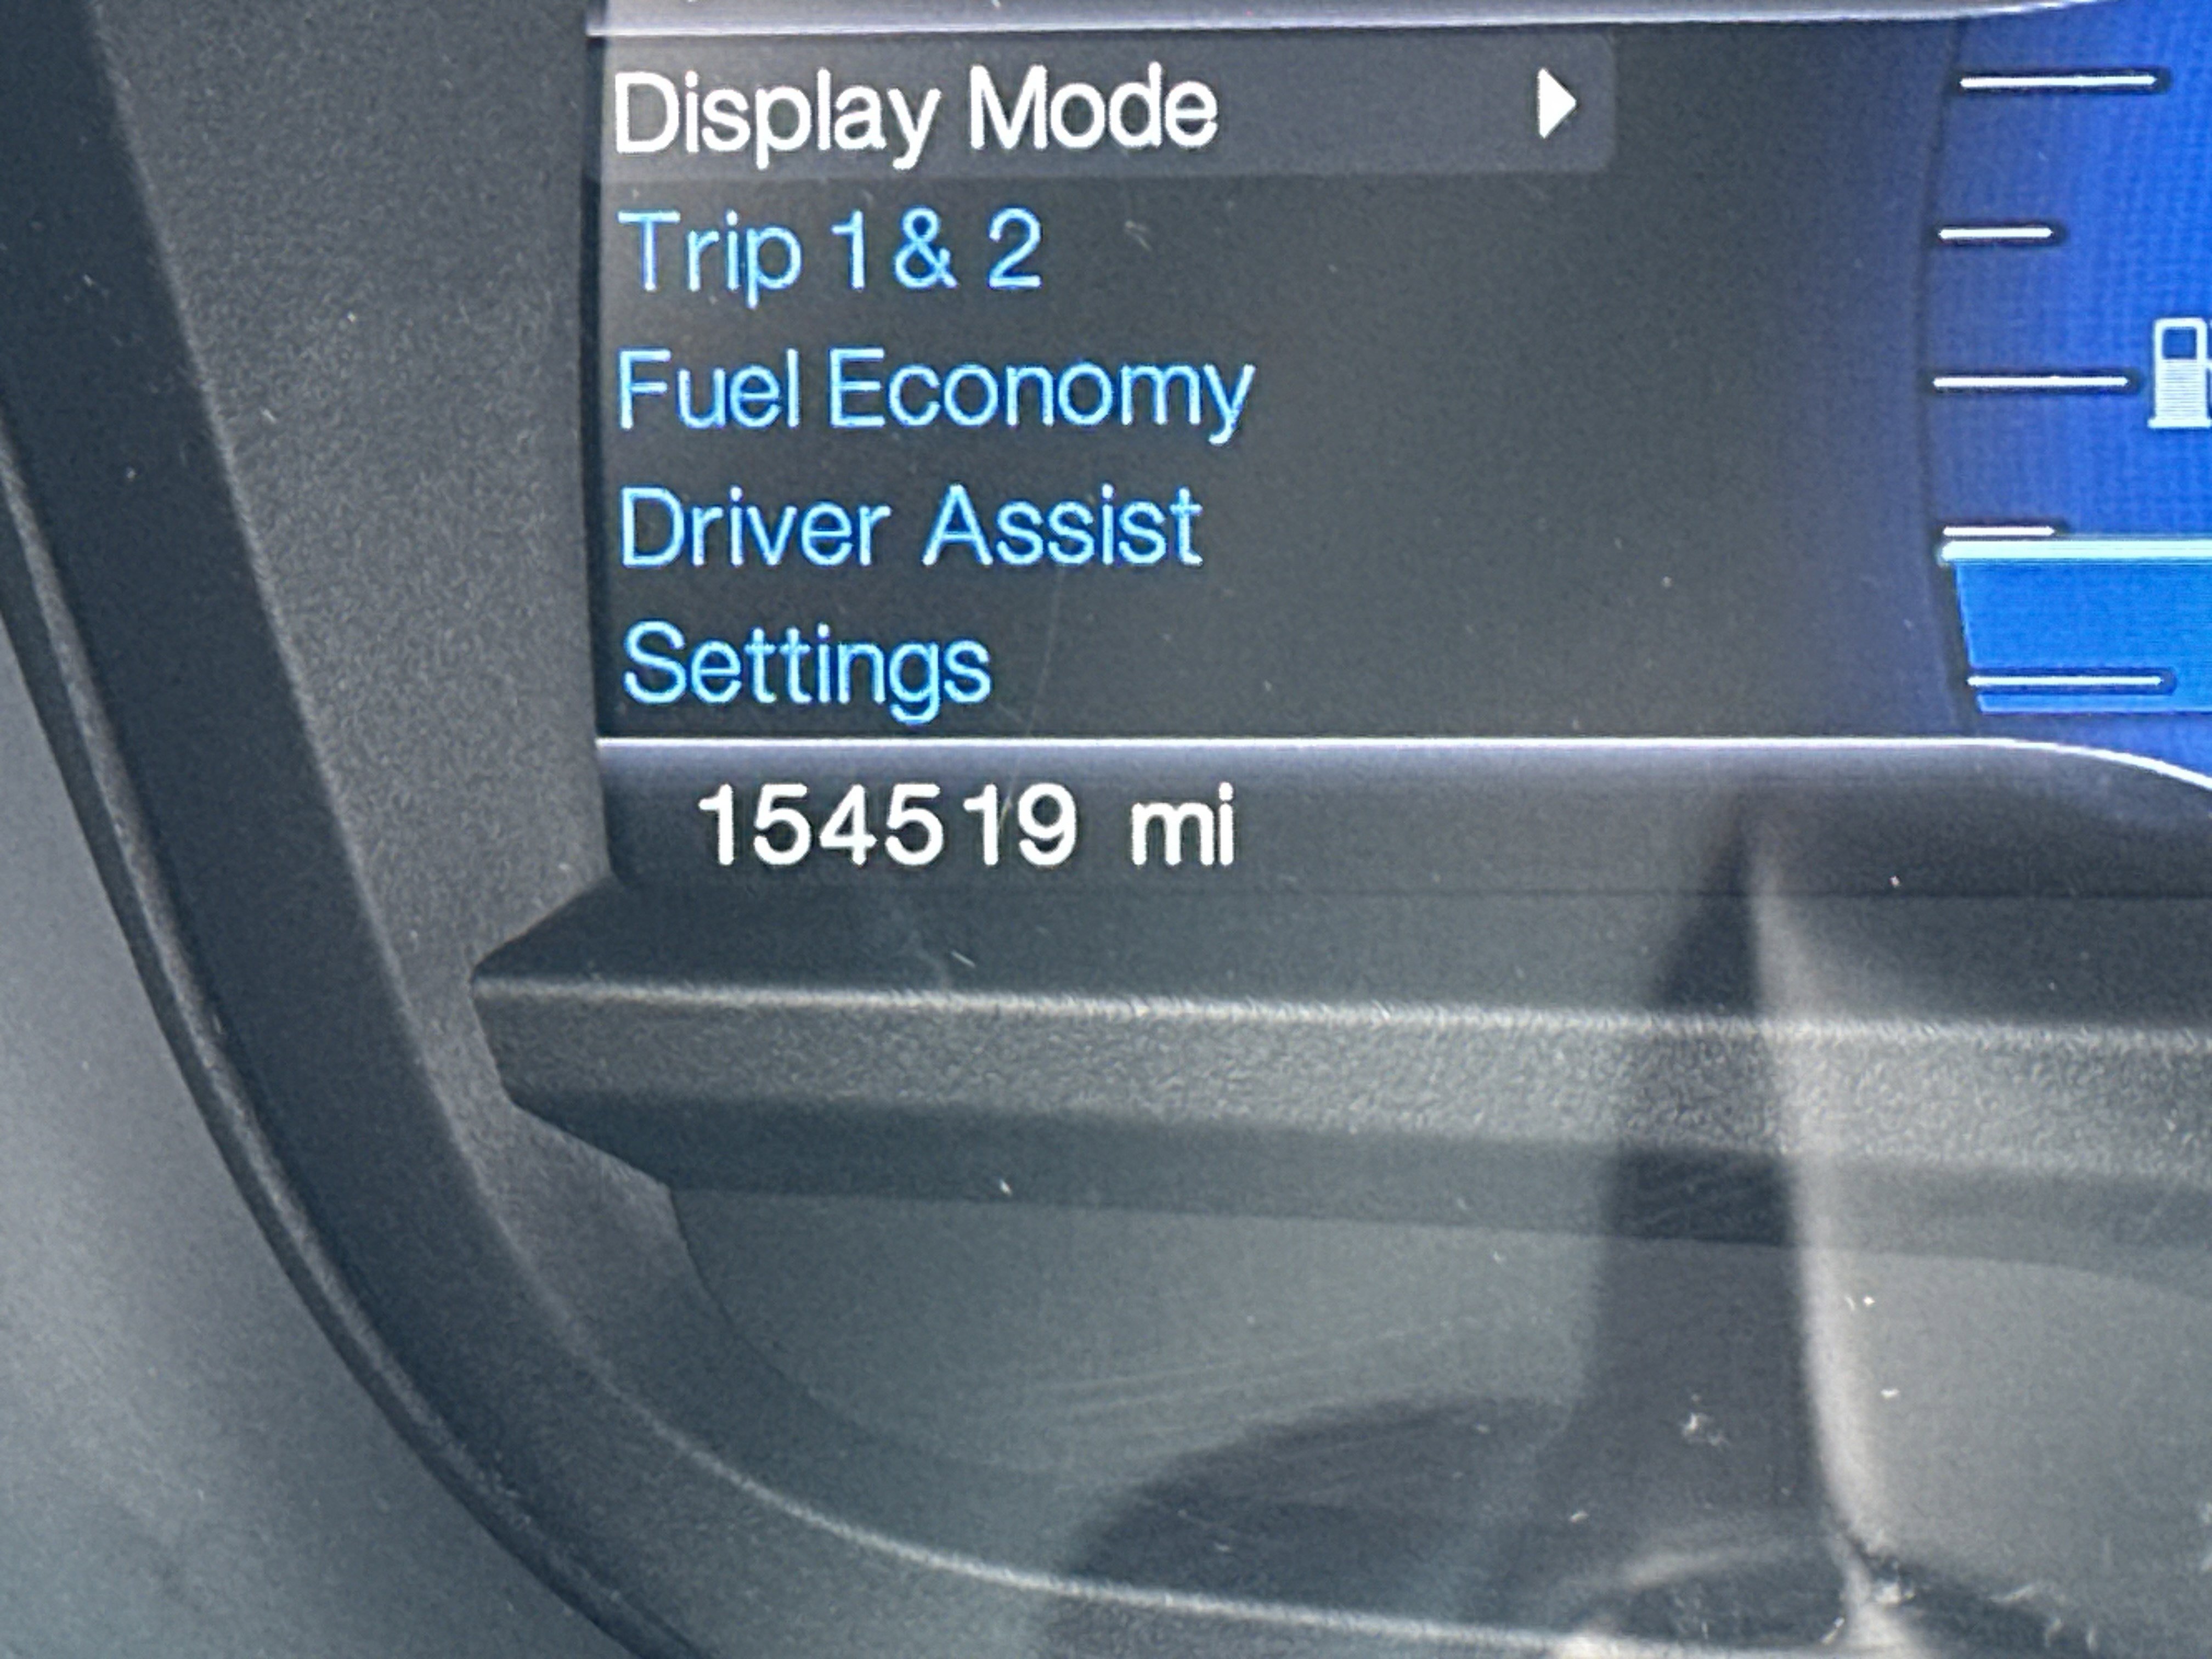 Display Mode
Trip 1 & 2
Fuel Economy
Driver Assist
Settings
154519 mi